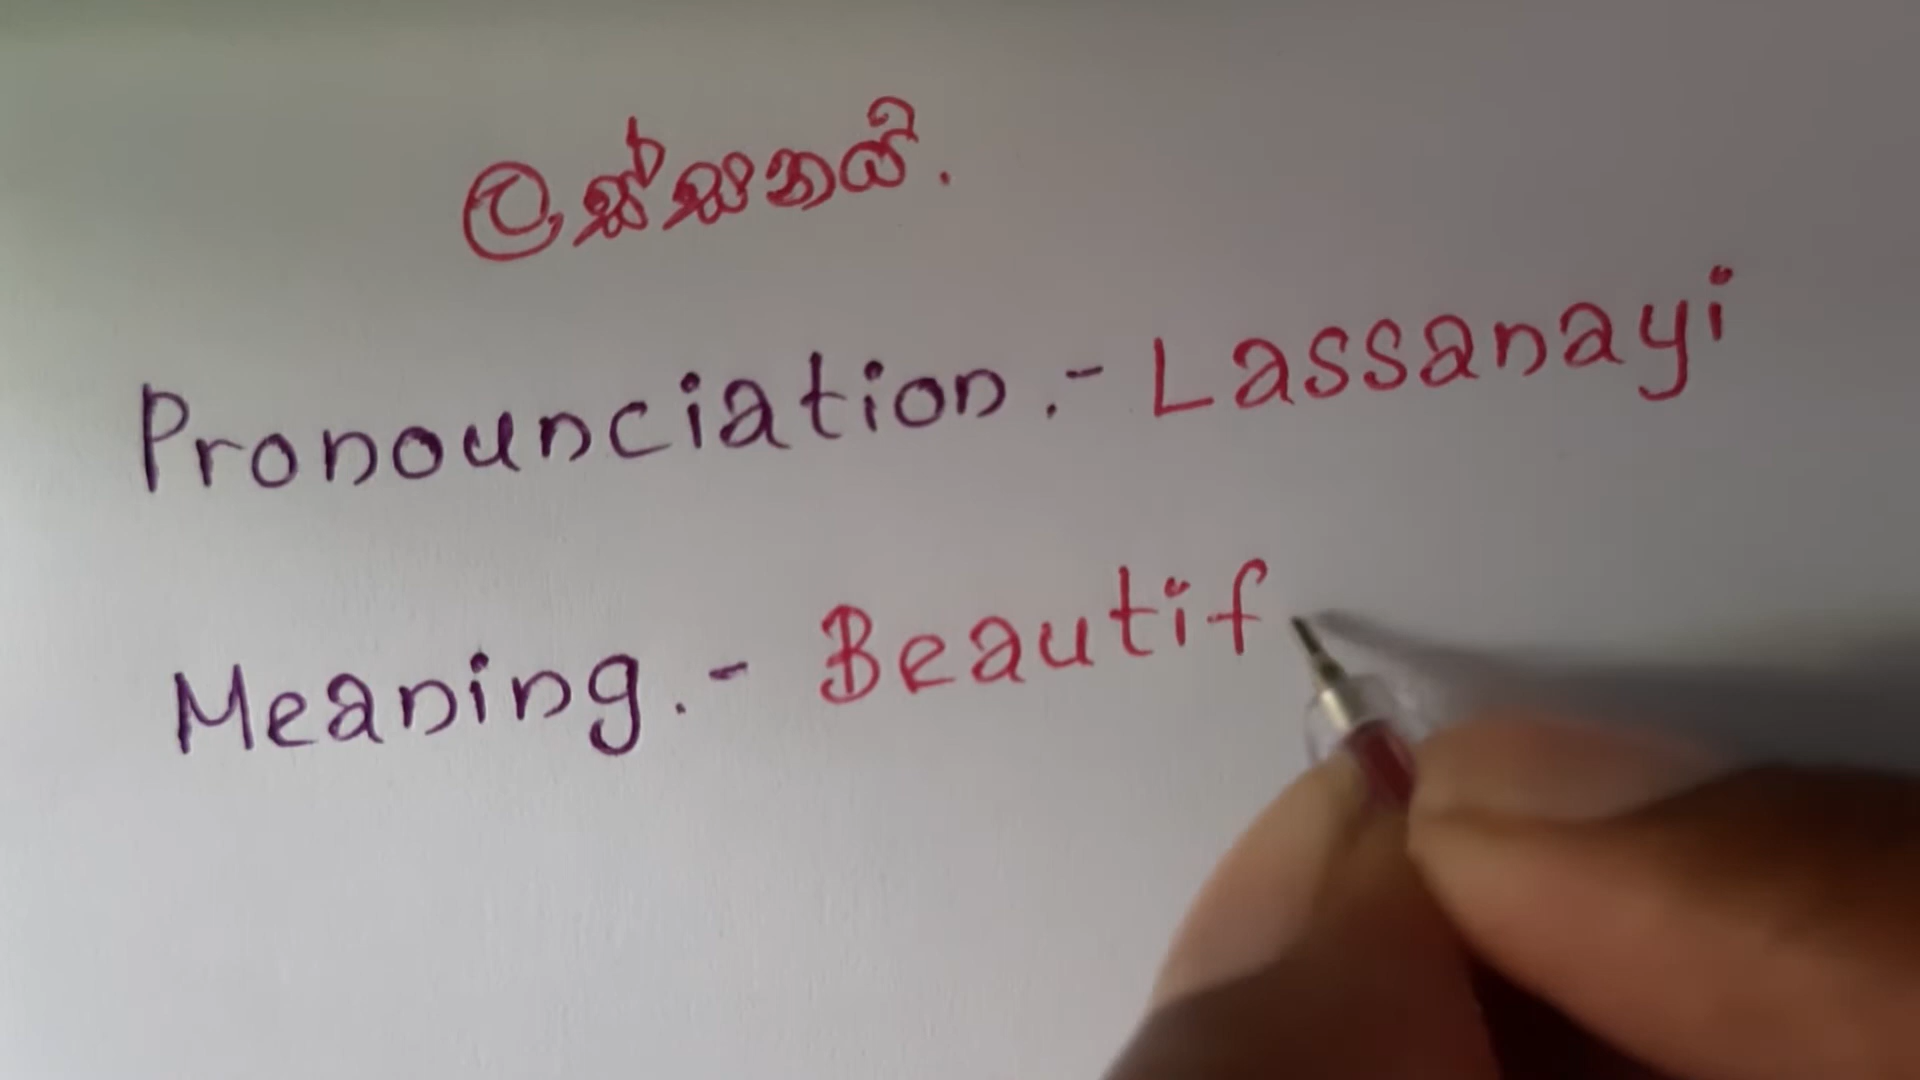 ලස්සනයි.
Pronounciation.- Lassanayi
Meaning.- Beautif